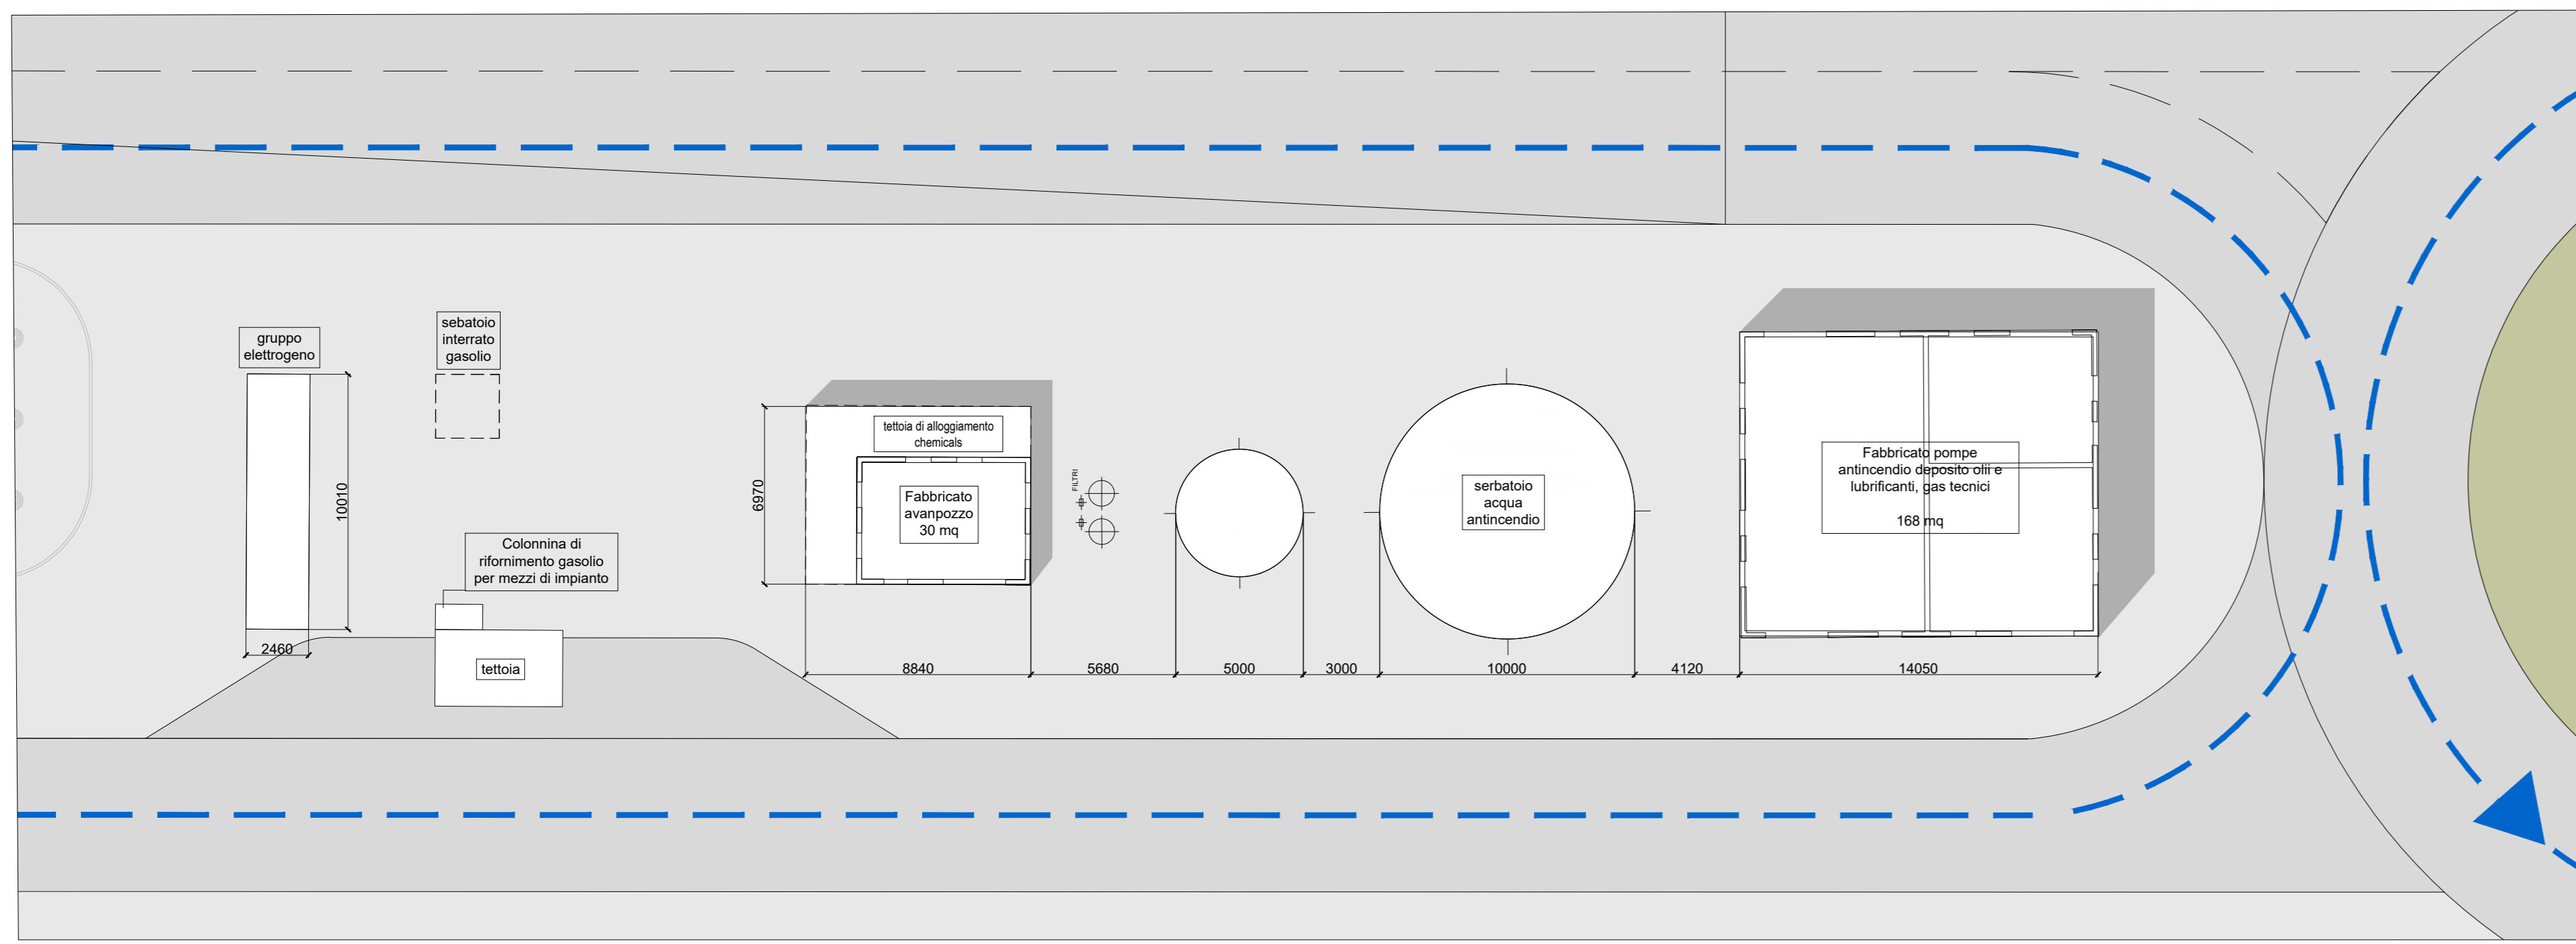 gruppo
elettrogeno
sebatoio
interrato
gasolio
10010
2460
Colonnina di
rifornimento gasolio
per mezzi di impianto
tettoia
6970
tettoia di alloggiamento
chemicals
Fabbricato
avanpozzo
30 mq
FILTRI
serbatoio
acqua
antincendio
Fabbricato pompe
antincendio deposito olii e
lubrificanti, gas tecnici
168 mq
8840
5680
5000
3000
10000
4120
14050